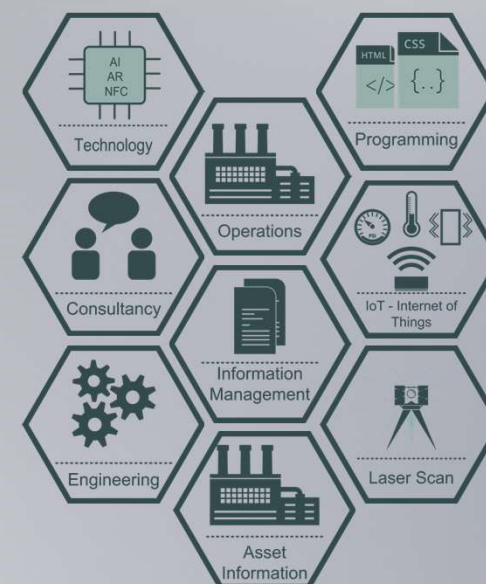 AI
AR
NFC
Technology
HTML
</>
CSS
{..}
Programming
Operations
Consultancy
PSI
IoT - Internet of
Things
Information
Management
Engineering
Laser Scan
Asset
Information